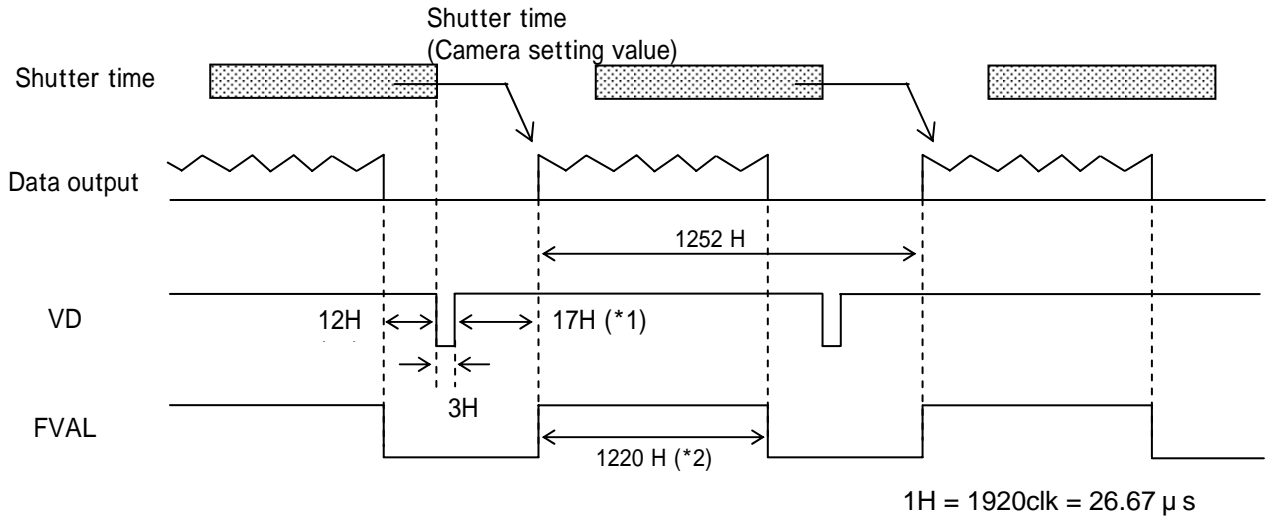 Shutter time
(Camera setting value)
Shutter time
Data output
1252 H
VD
12H
17H (*1)
3H
FVAL
1220 H (*2)
1H = 1920clk = 26.67 μ s